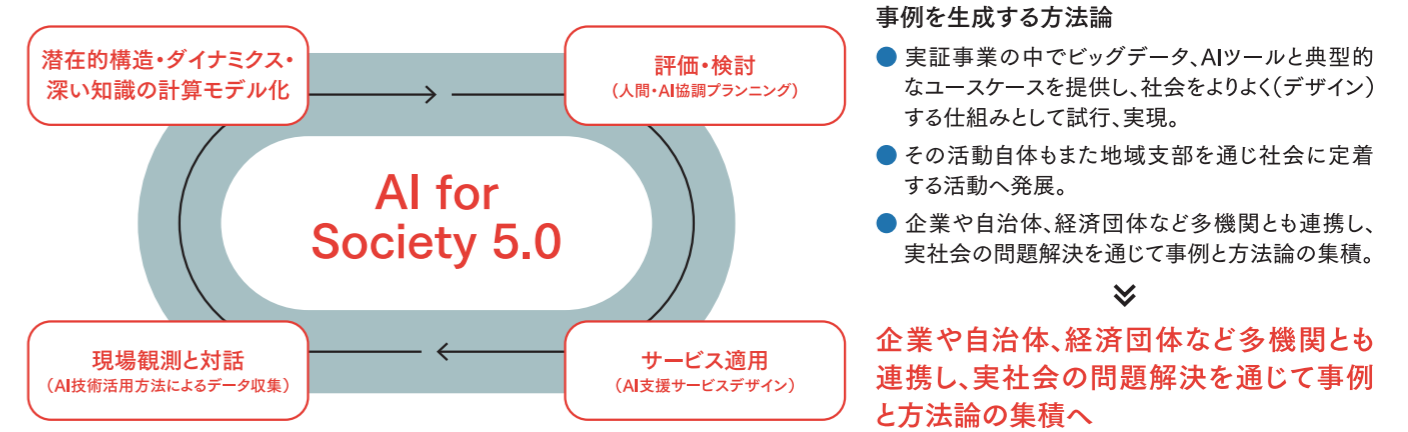 潜在的構造・ダイナミクス・
深い知識の計算モデル化
評価・検討
（人間・AI協調プランニング）
AI for
Society 5.0
現場観測と対話
（AI技術活用方法によるデータ収集）
サービス適用
（AI支援サービスデザイン）
事例を生成する方法論
● 実証事業の中でビッグデータ、AIツールと典型的
なユースケースを提供し、社会をよりよく（デザイン）
する仕組みとして試行、実現。
● その活動自体もまた地域支部を通じ社会に定着
する活動へ発展。
● 企業や自治体、経済団体など多機関とも連携し、
実社会の問題解決を通じて事例と方法論の集積。
企業や自治体、経済団体など多機関とも
連携し、実社会の問題解決を通じて事例
と方法論の集積へ